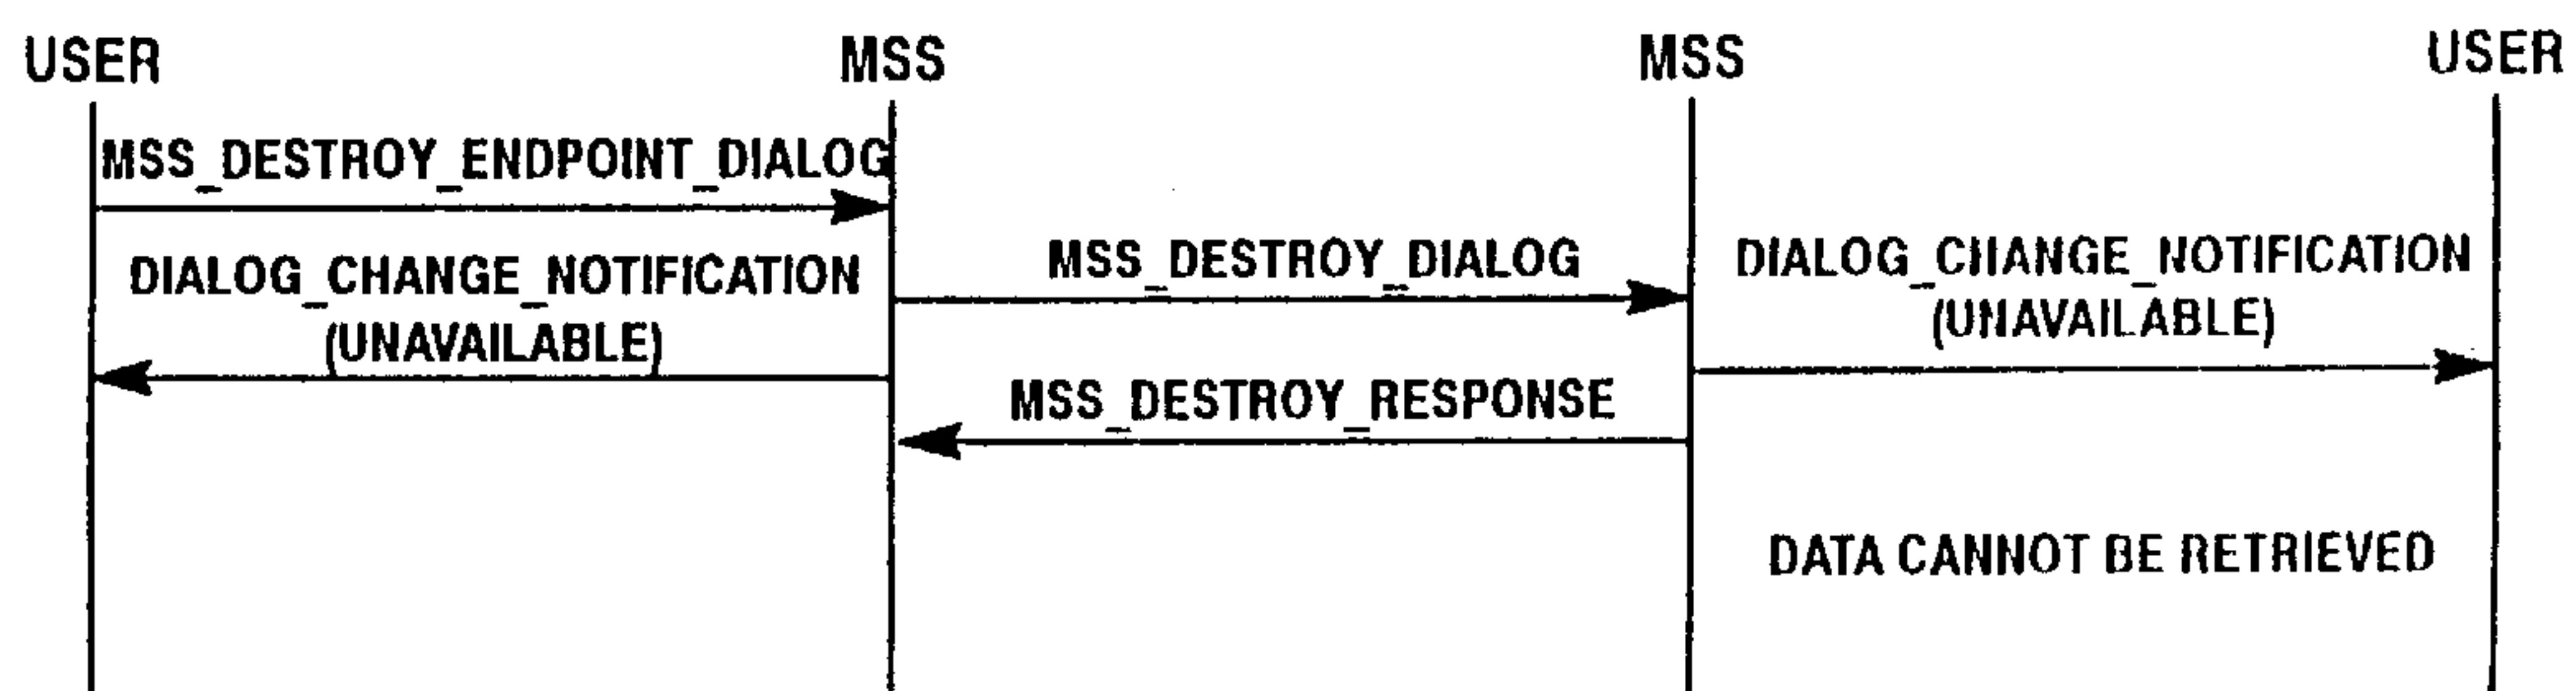 USER MSS MSS USER
MSS_DESTROY_ENDPOINT_DIALOG
DIALOG_CHANGE_NOTIFICATION
(UNAVAILABLE)
MSS_DESTROY_DIALOG
DIALOG_CHANGE_NOTIFICATION
(UNAVAILABLE)
MSS_DESTROY_RESPONSE
DATA CANNOT BE RETRIEVED